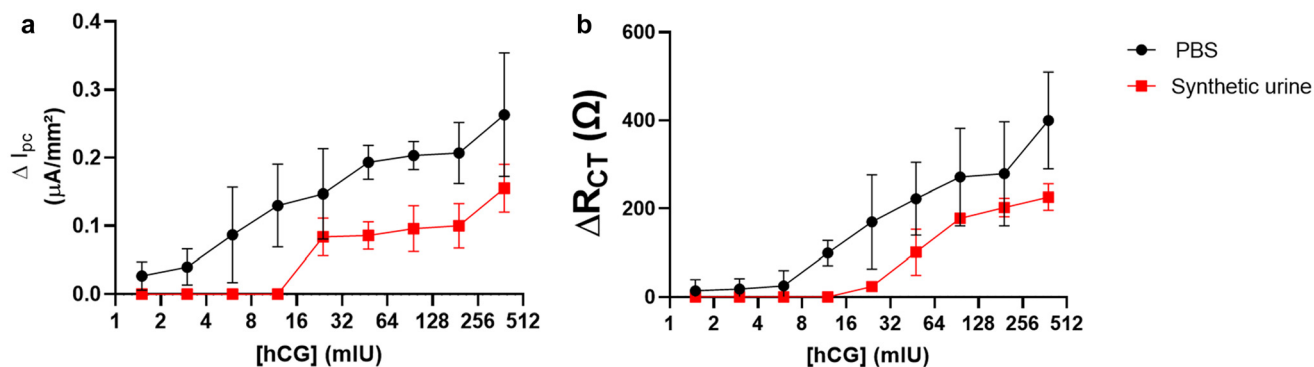 a
0.4
0.3
0.2
0.1
0.0
Δ Ipc
(µA/mm²)
1 2 4 8 16 32 64 128 256 512
[hCG] (mIU)
b
600
400
200
0
ΔRCT (Ω)
1 2 4 8 16 32 64 128 256 512
[hCG] (mIU)
PBS
Synthetic urine